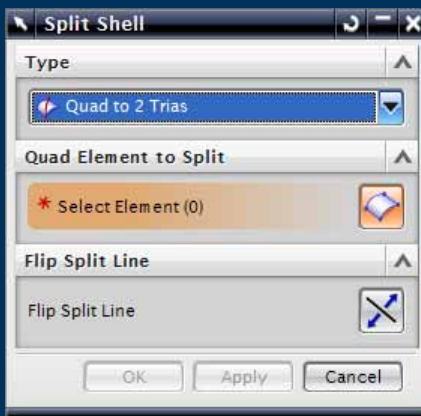 Split Shell
Type
Quad to 2 Trias
Quad Element to Split
* Select Element (0)
Flip Split Line
Flip Split Line
OK Apply Cancel